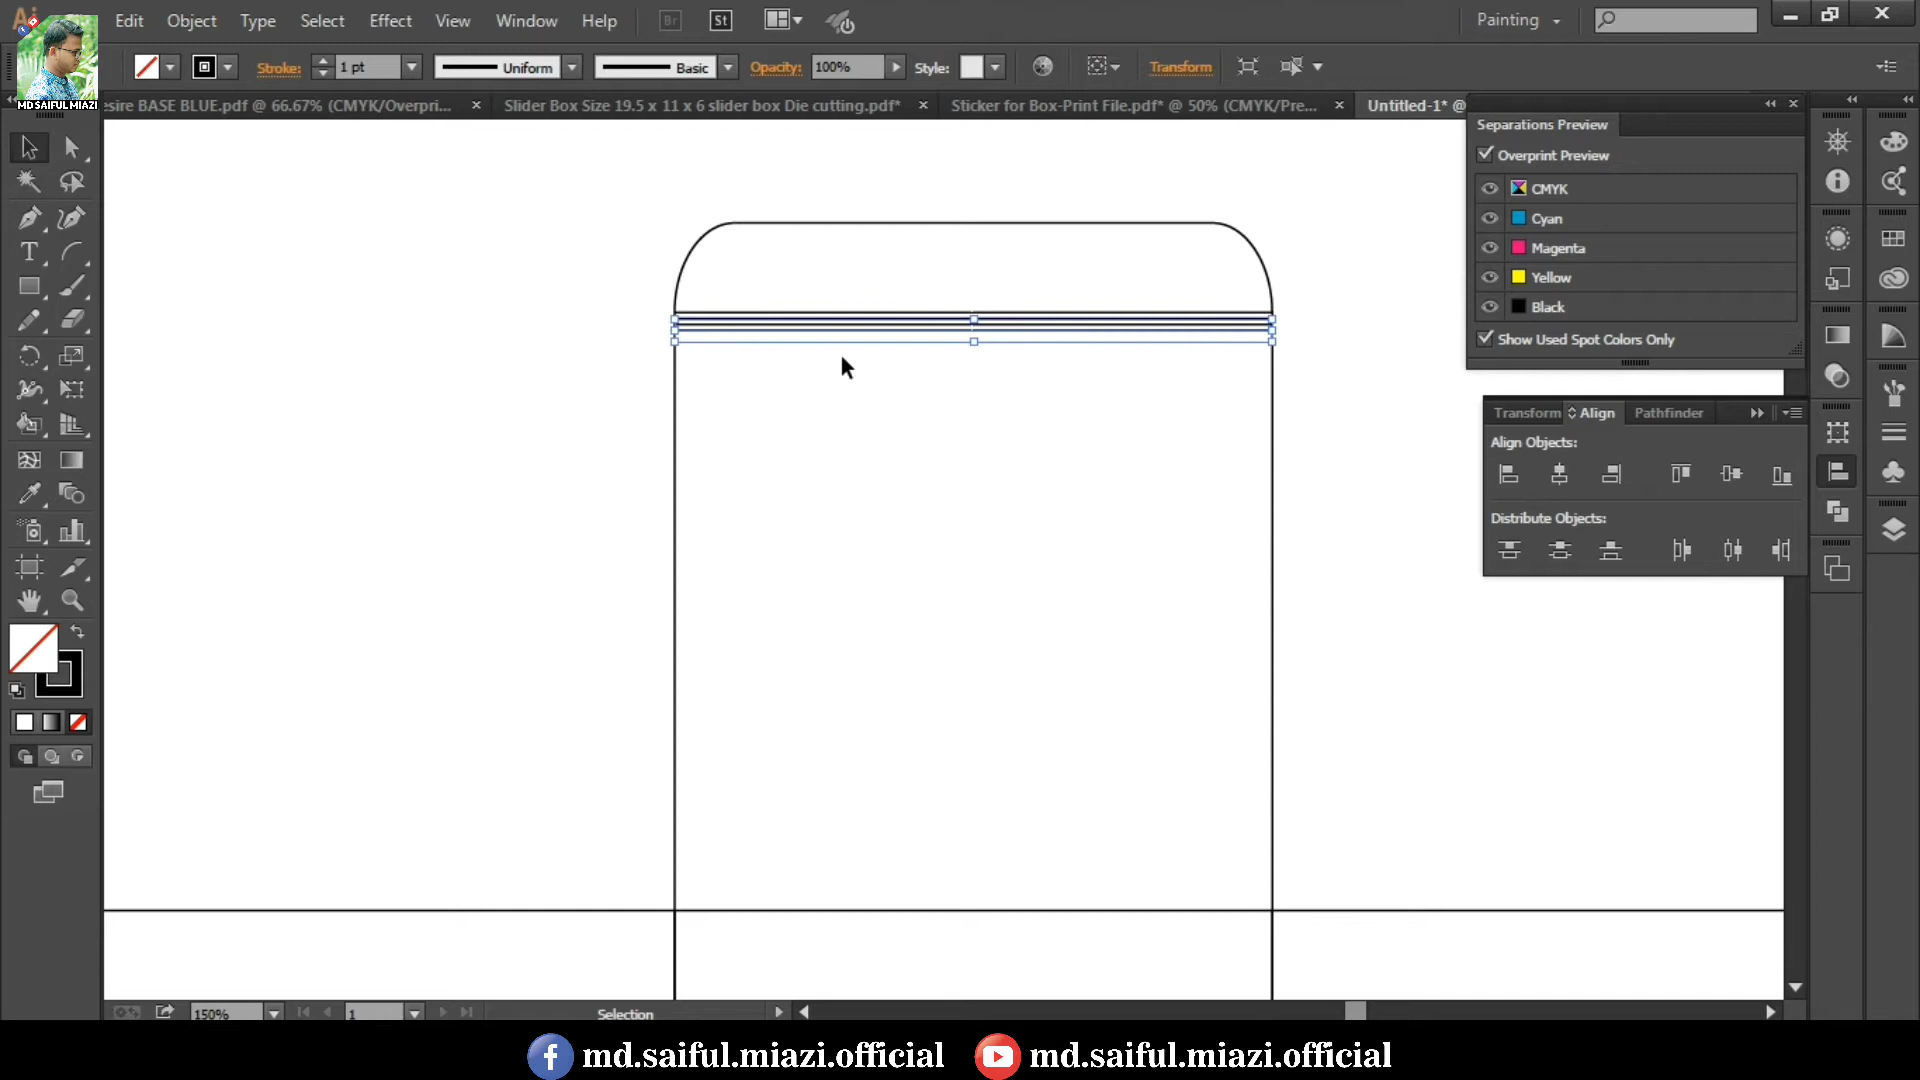 Ai
Edit Object Type Select Effect View Window Help Br St Painting
MD SAIFUL MIAZI
Stroke: 1 pt Uniform Basic Opacity: 100% Style: Transform
esire BASE BLUE.pdf @ 66.67% (CMYK/Overpri... × Slider Box Size 19.5 x 11 x 6 slider box Die cutting.pdf* × Sticker for Box-Print File.pdf* @ 50% (CMYK/Pre... × Untitled-1* @
Separations Preview
Overprint Preview
CMYK
Cyan
Magenta
Yellow
Black
Show Used Spot Colors Only
Transform Align Pathfinder
Align Objects:
Distribute Objects:
150% 1 Selection
md.saiful.miazi.official md.saiful.miazi.official